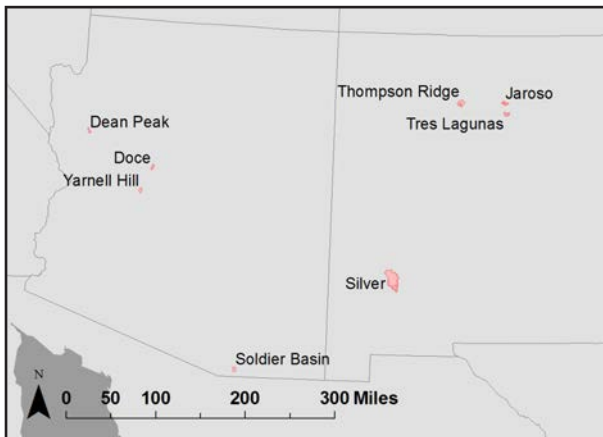 Thompson Ridge
Jaroso
Dean Peak
Tres Lagunas
Doce
Yarnell Hill
Silver
Soldier Basin
N
0 50 100 200 300 Miles